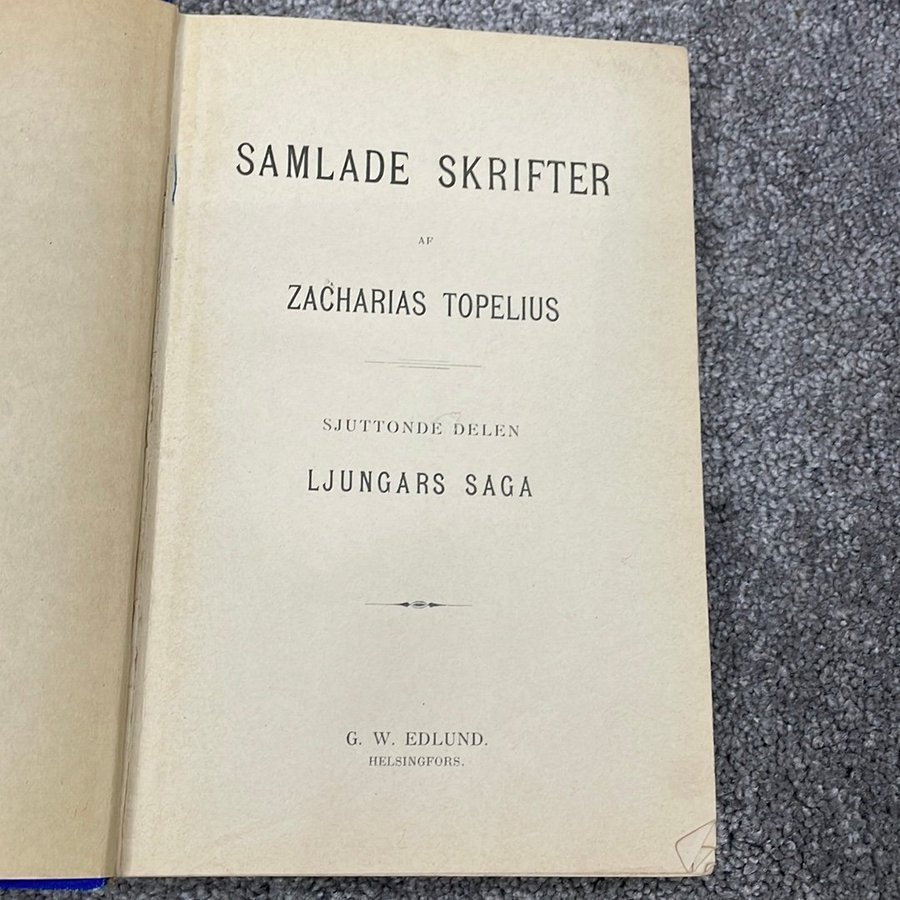 SAMLADE SKRIFTER
AF
ZACHARIAS TOPELIUS
SJUTTONDE DELEN
LJUNGARS SAGA
G. W. EDLUND.
HELSINGFORS.